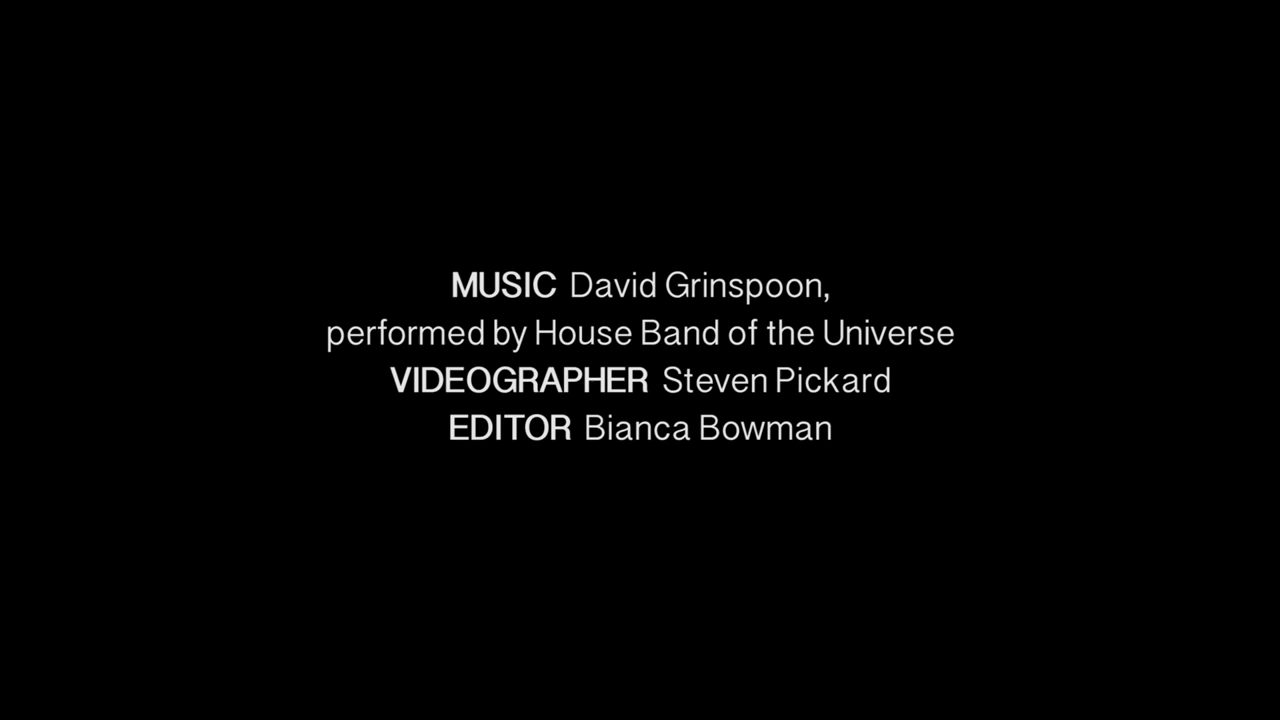 MUSIC David Grinspoon,
performed by House Band of the Universe
VIDEOGRAPHER Steven Pickard
EDITOR Bianca Bowman